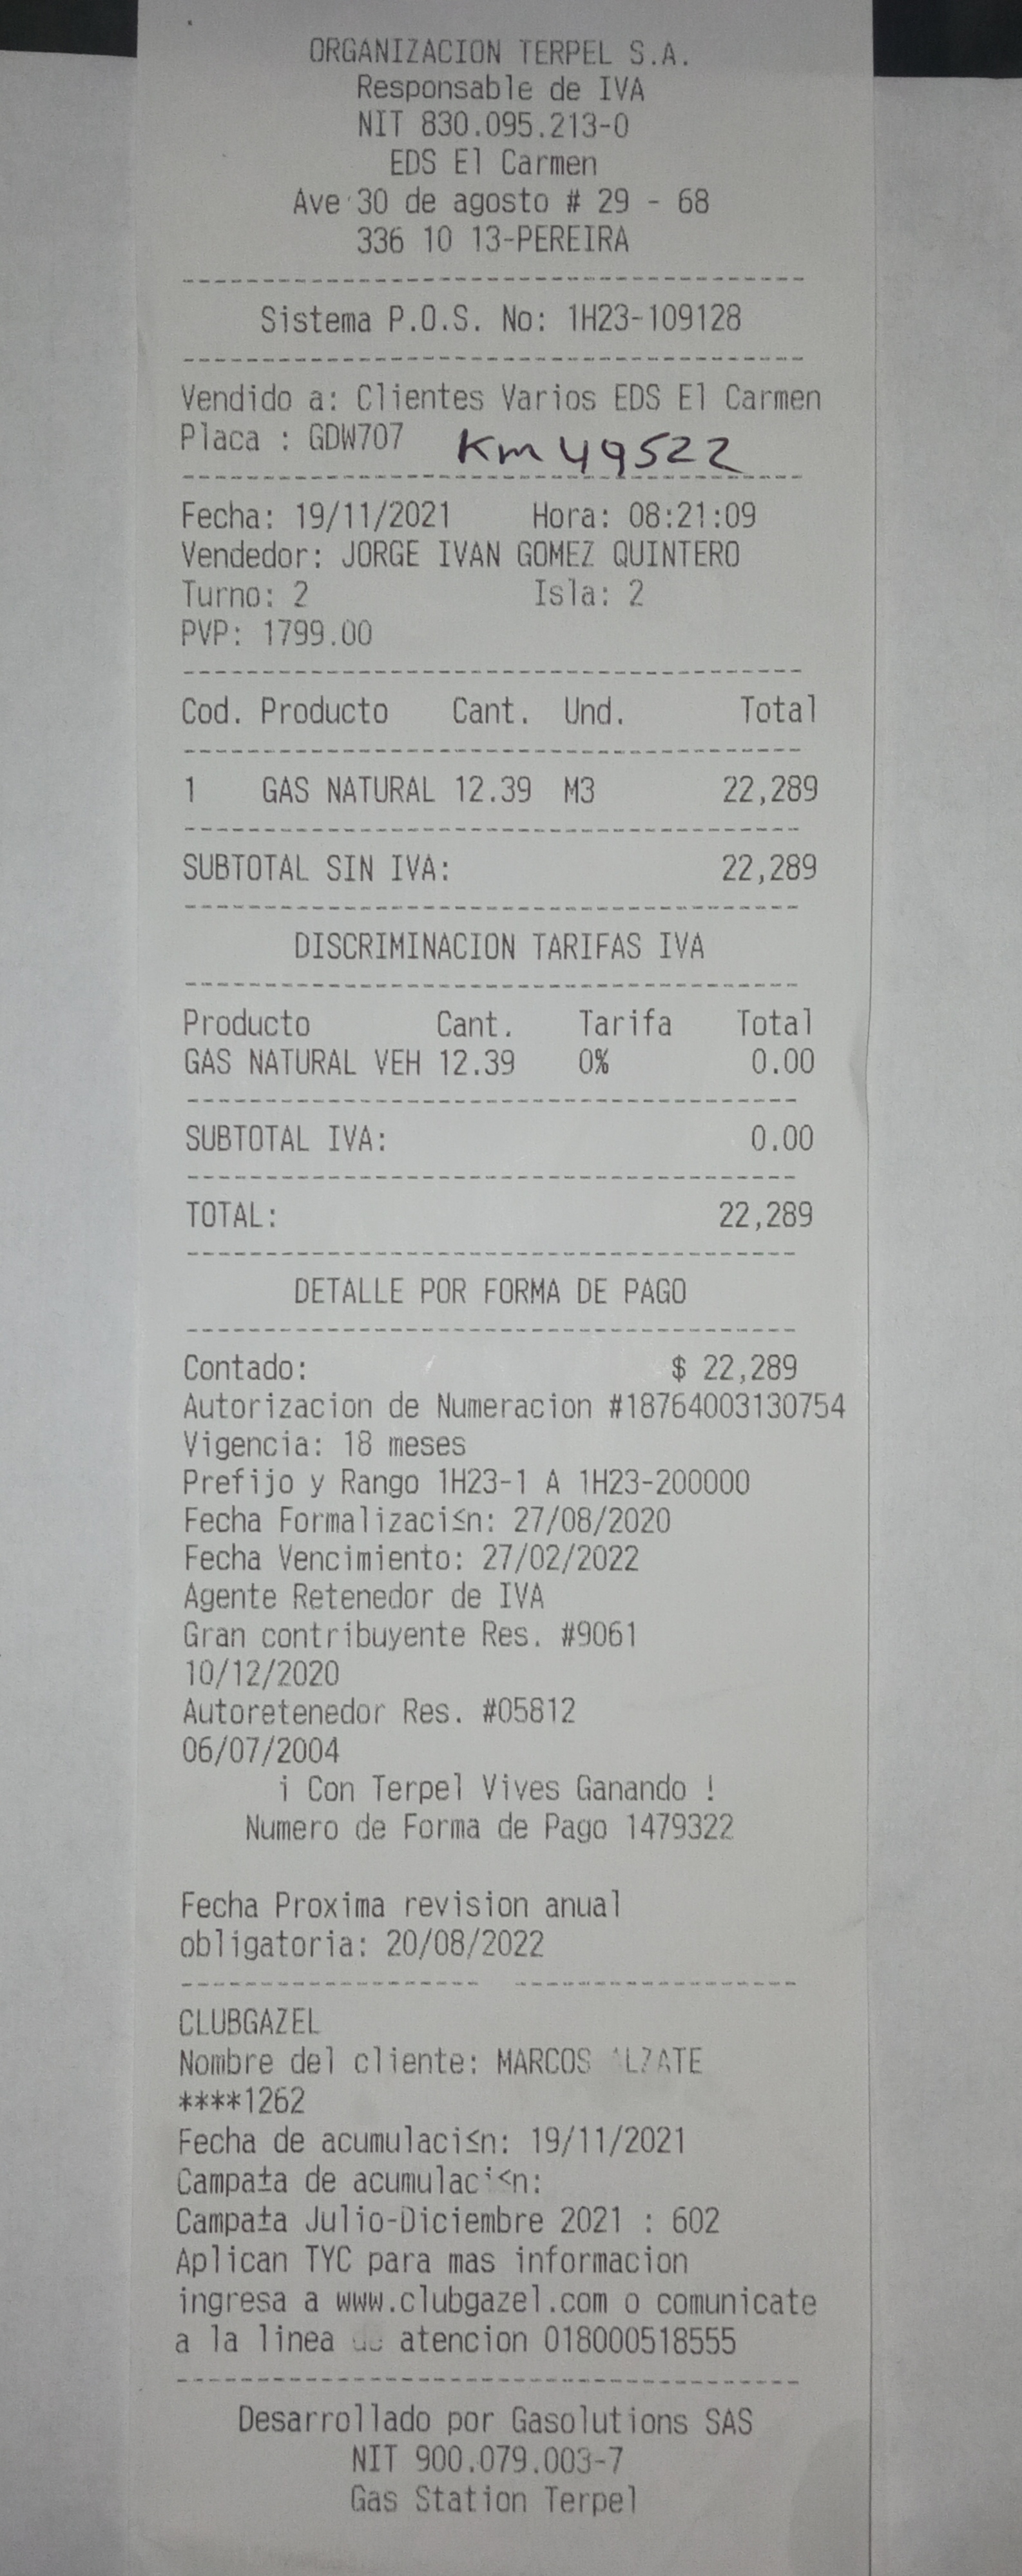 ORGANIZACION TERPEL S.A.
Responsable de IVA
NIT 830.095.213-0
EDS El Carmen
Ave 30 de agosto # 29 - 68
336 10 13-PEREIRA
Sistema P.O.S. No: 1H23-109128
Vendido a: Clientes Varios EDS El Carmen
Placa : GDW707 Km 49522
Fecha: 19/11/2021 Hora: 08:21:09
Vendedor: JORGE IVAN GOMEZ QUINTERO
Turno: 2 Isla: 2
PVP: 1799.00
Cod. Producto Cant. Und. Total
1 GAS NATURAL 12.39 M3 22,289
SUBTOTAL SIN IVA: 22,289
DISCRIMINACION TARIFAS IVA
Producto Cant. Tarifa Total
GAS NATURAL VEH 12.39 0% 0.00
SUBTOTAL IVA: 0.00
TOTAL: 22,289
DETALLE POR FORMA DE PAGO
Contado: $ 22,289
Autorizacion de Numeracion #18764003130754
Vigencia: 18 meses
Prefijo y Rango 1H23-1 A 1H23-200000
Fecha Formalizaci≤n: 27/08/2020
Fecha Vencimiento: 27/02/2022
Agente Retenedor de IVA
Gran contribuyente Res. #9061
10/12/2020
Autoretenedor Res. #05812
06/07/2004
¡ Con Terpel Vives Ganando !
Numero de Forma de Pago 1479322
Fecha Proxima revision anual
obligatoria: 20/08/2022
CLUBGAZEL
Nombre del cliente: MARCOS ALZATE
****1262
Fecha de acumulaci≤n: 19/11/2021
Campa±a de acumulaci≤n:
Campa±a Julio-Diciembre 2021 : 602
Aplican TYC para mas informacion
ingresa a www.clubgazel.com o comunicate
a la linea de atencion 018000518555
Desarrollado por Gasolutions SAS
NIT 900.079.003-7
Gas Station Terpel